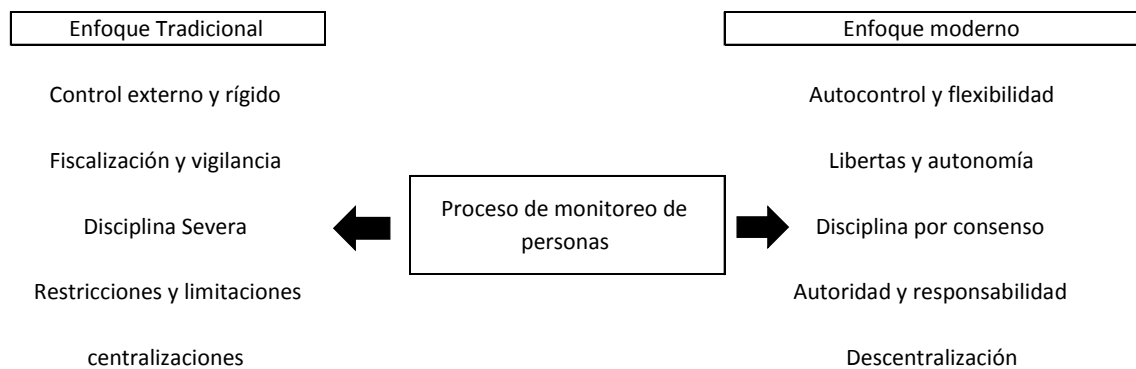 Enfoque Tradicional
Control externo y rígido
Fiscalización y vigilancia
Disciplina Severa
Restricciones y limitaciones
centralizaciones
Proceso de monitoreo de
personas
Enfoque moderno
Autocontrol y flexibilidad
Libertas y autonomía
Disciplina por consenso
Autoridad y responsabilidad
Descentralización